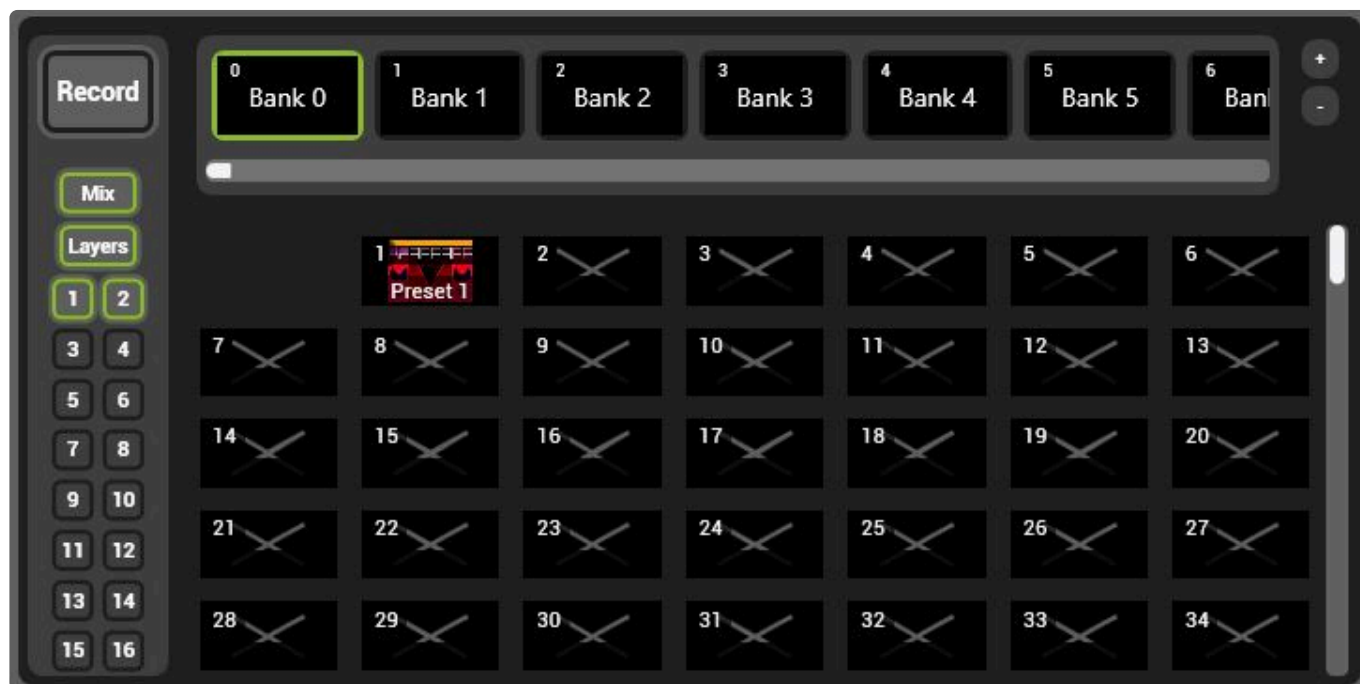 Record
0
Bank 0
1
Bank 1
2
Bank 2
3
Bank 3
4
Bank 4
5
Bank 5
6
+
-
Mix
Layers
1 2
3 4
5 6
7 8
9 10
11 12
13 14
15 16
1
Preset 1
2 3 4 5 6
7 8 9 10 11 12 13
14 15 16 17 18 19 20
21 22 23 24 25 26 27
28 29 30 31 32 33 34